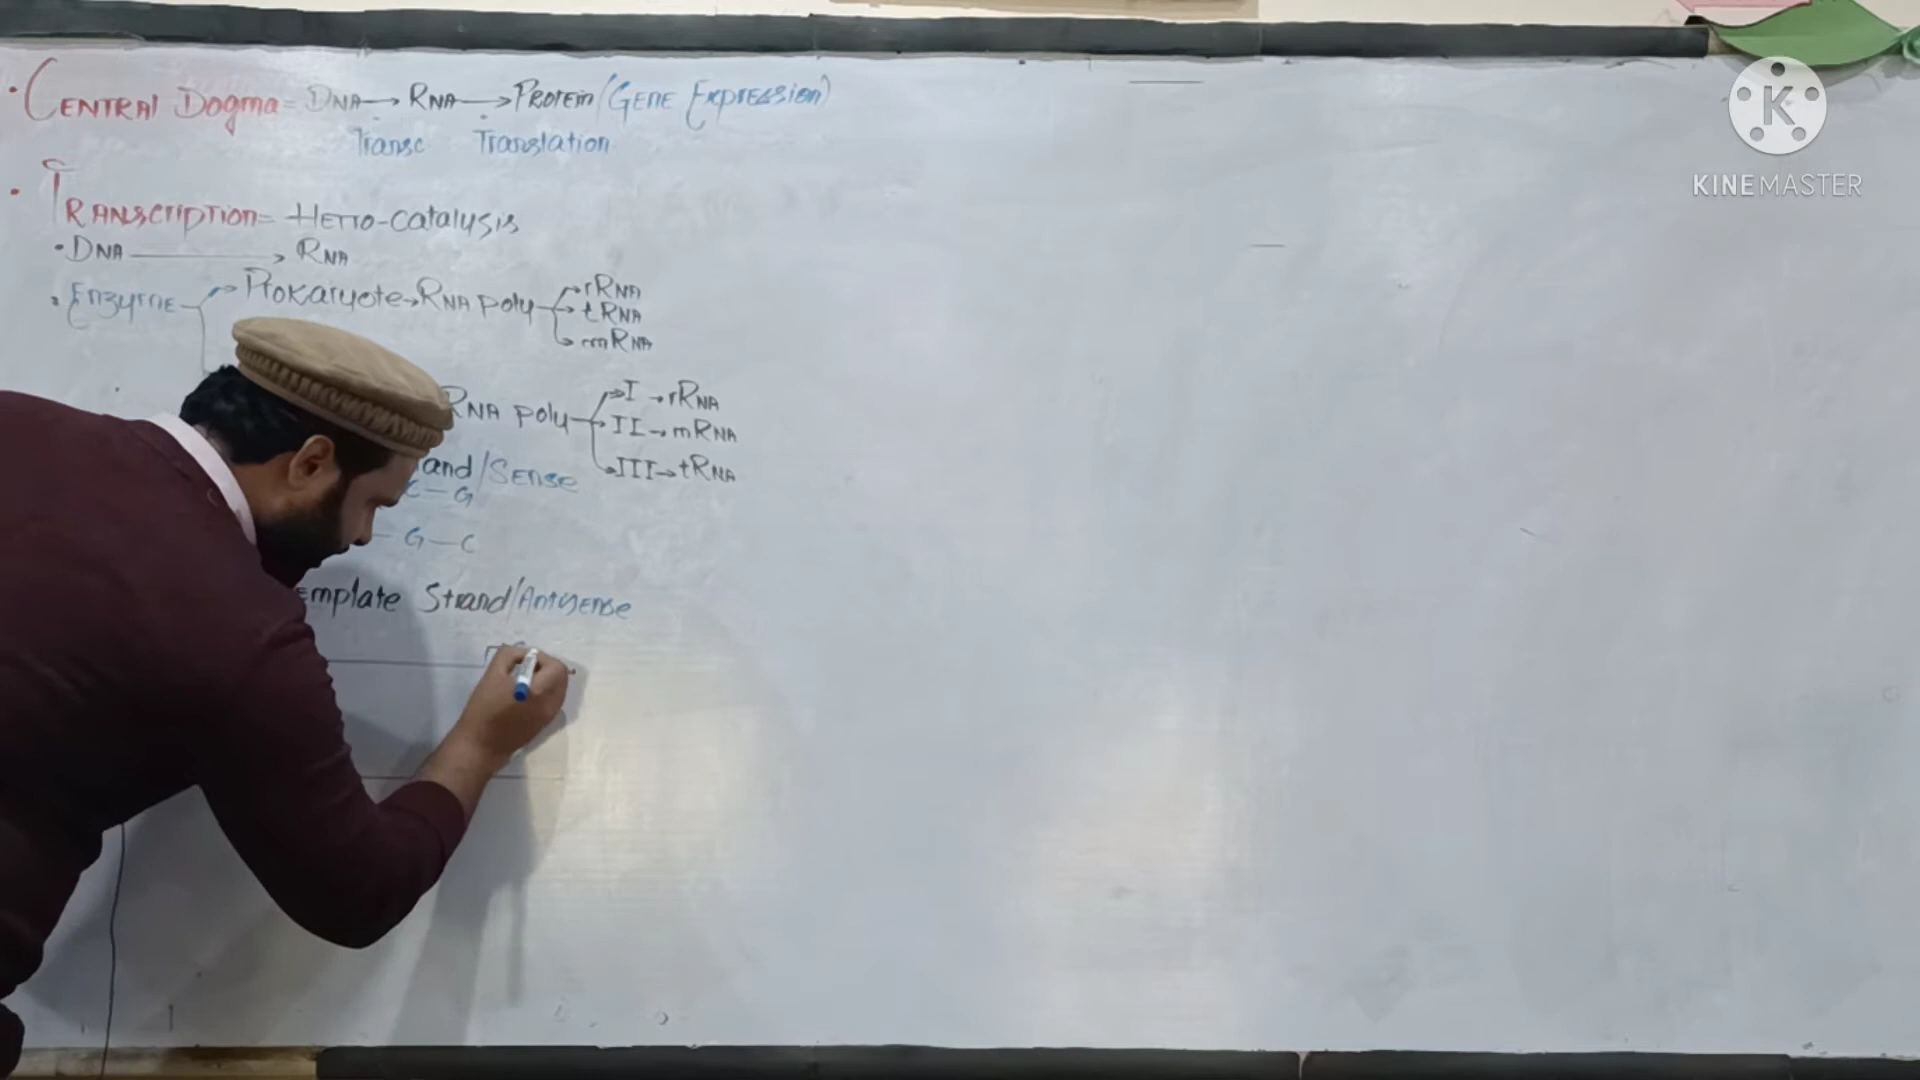 • CENTRAL Dogma = DNA → RNA → PROTEIN (GENE Expression)
Transc Translation
• TRANSCRIPTION = HETTO-CATALYSIS
• DNA → RNA
• Enzyme → Prokaryote → RNA poly → rRNA
→ tRNA
→ mRNA
RNA poly → I → rRNA
→ II → mRNA
→ III → tRNA
and/SENSE
C - G
- G - C
emplate Strand/Antisense
KINEMASTER